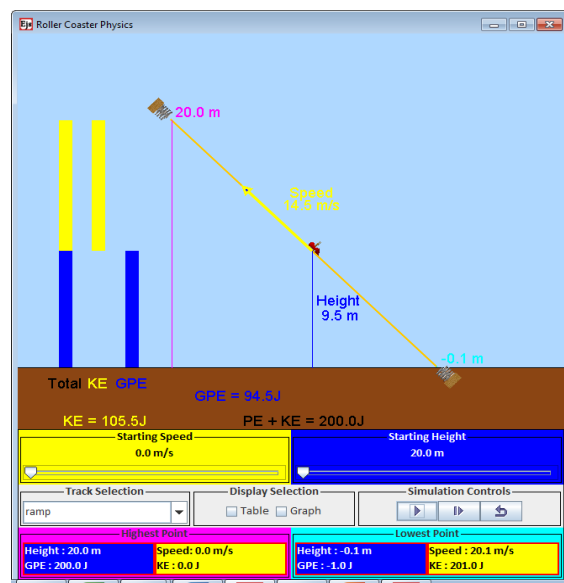 Ejs Roller Coaster Physics
20.0 m
Speed
14.5 m/s
Height
9.5 m
-0.1 m
Total KE GPE
GPE = 94.5J
KE = 105.5J
PE + KE = 200.0J
Starting Speed
0.0 m/s
Starting Height
20.0 m
Track Selection
ramp
Display Selection
Table Graph
Simulation Controls
Highest Point
Height : 20.0 m Speed: 0.0 m/s
GPE : 200.0 J KE : 0.0 J
Lowest Point
Height : -0.1 m Speed : 20.1 m/s
GPE : -1.0 J KE : 201.0 J